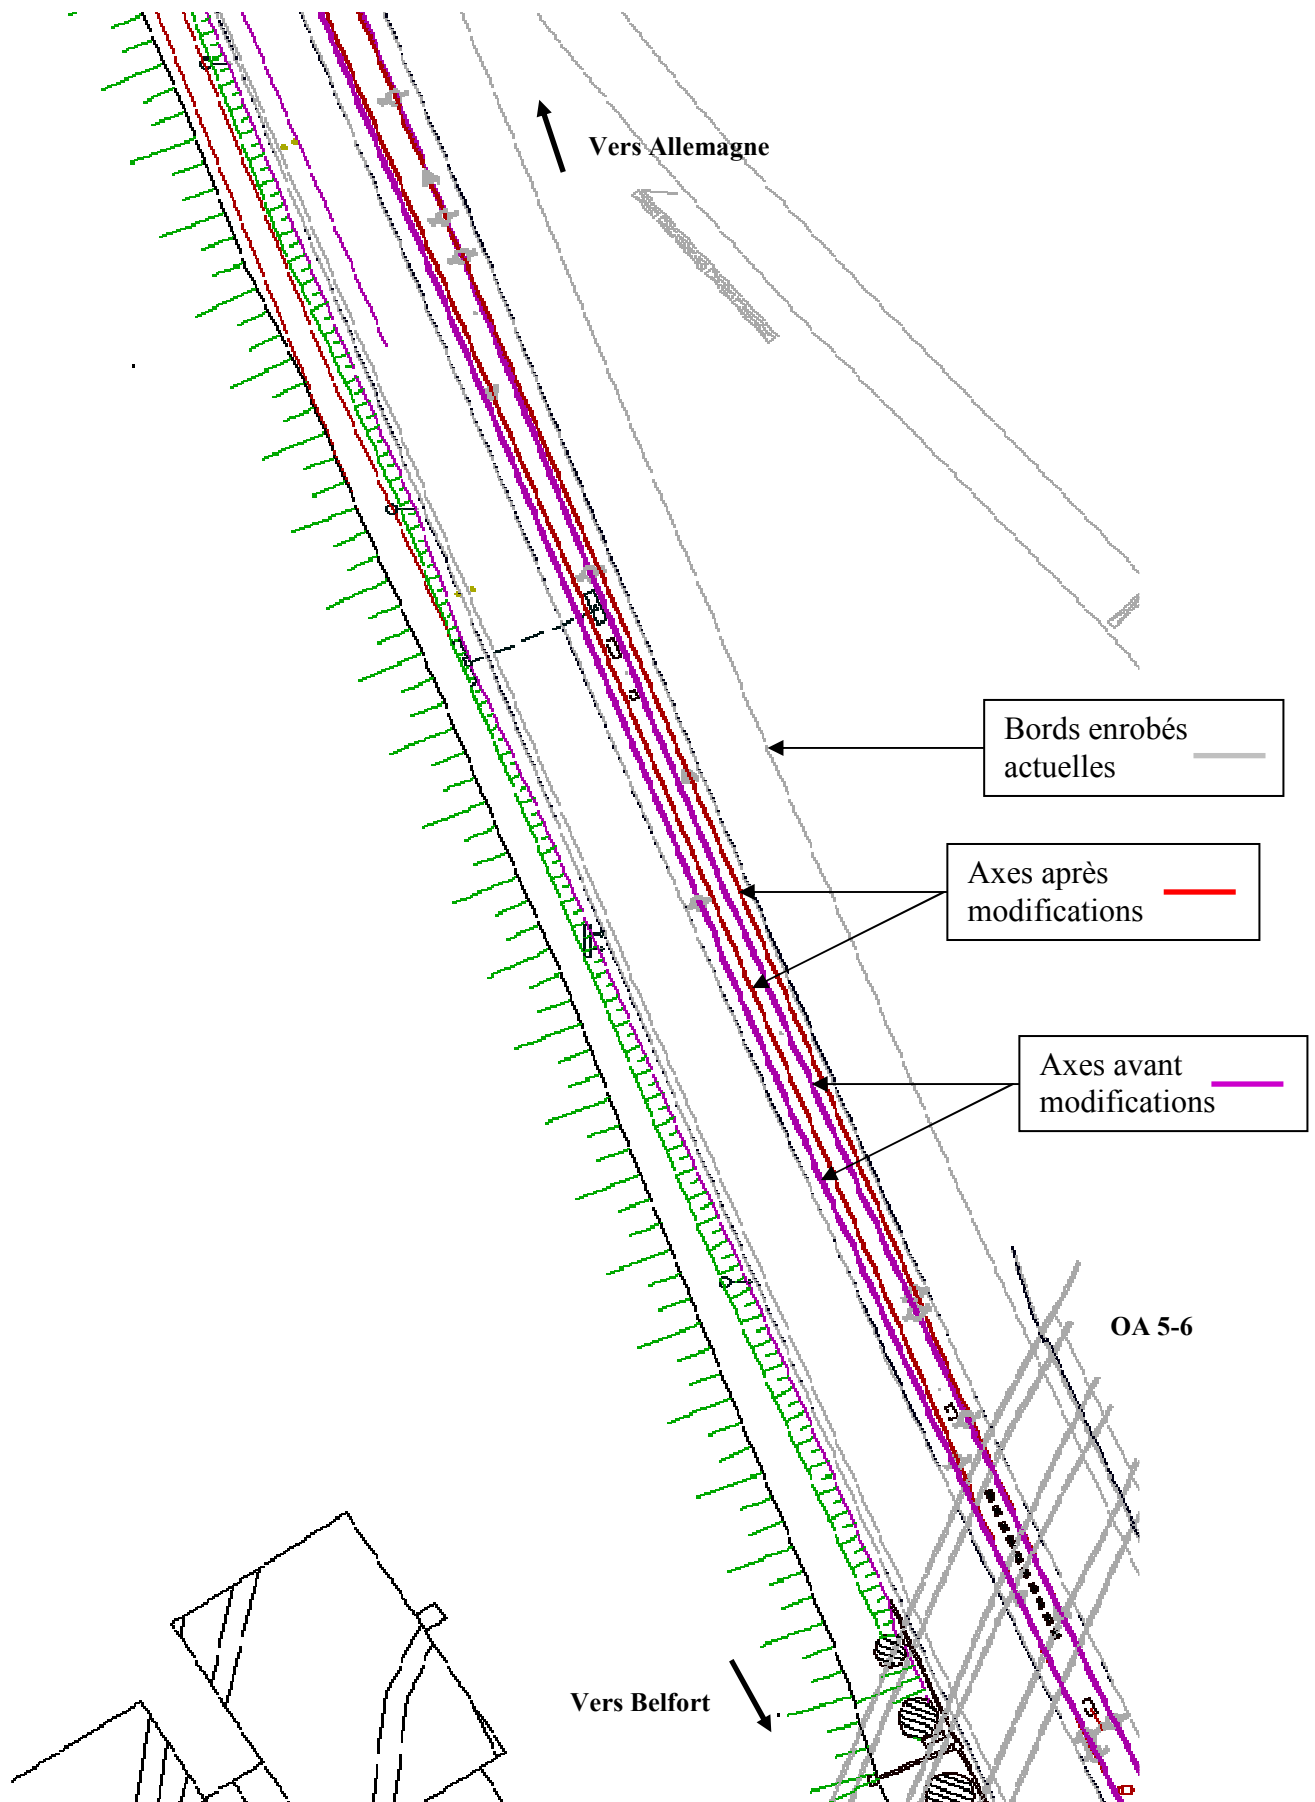 Vers Allemagne
Bords enrobés
actuelles
Axes après
modifications
Axes avant
modifications
OA 5-6
Vers Belfort